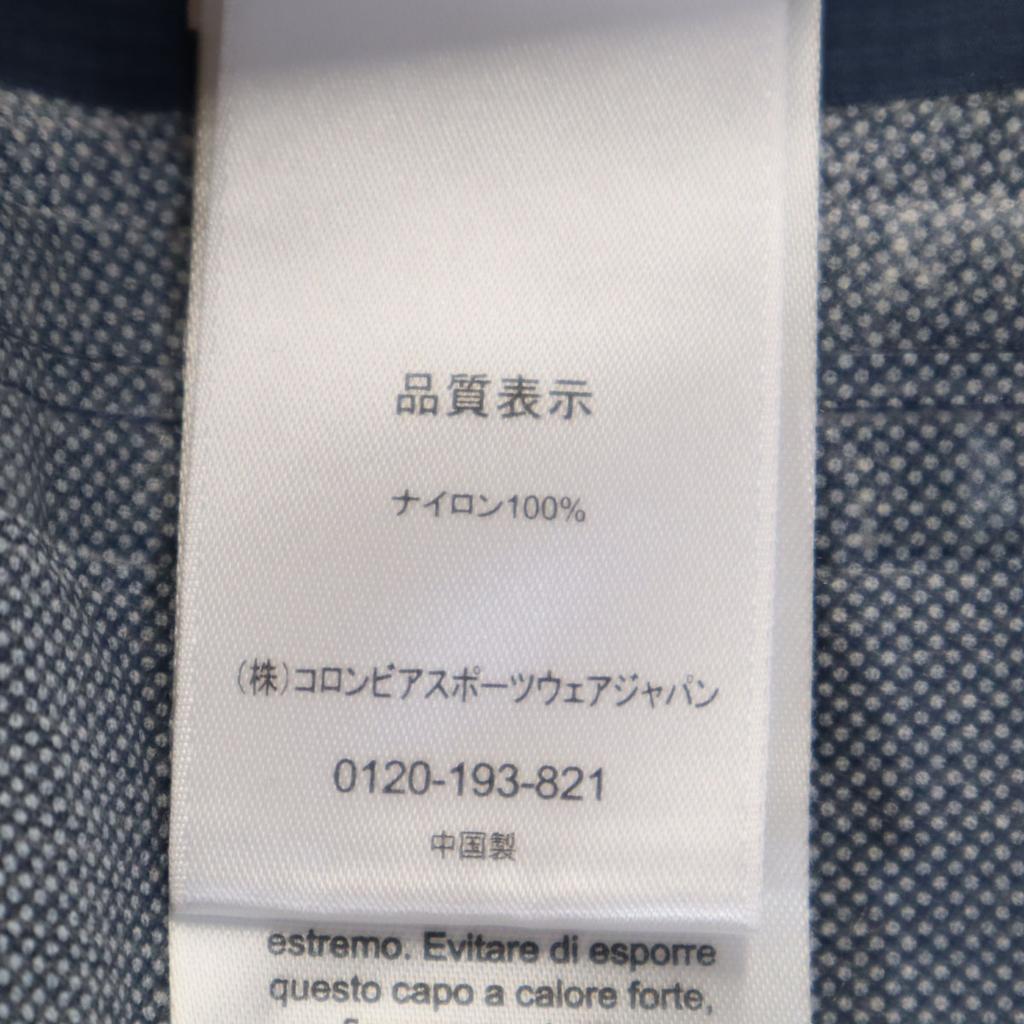 品質表示
ナイロン100%
(株)コロンビアスポーツウェアジャパン
0120-193-821
中国製
estremo. Evitare di esporre
questo capo a calore forte,